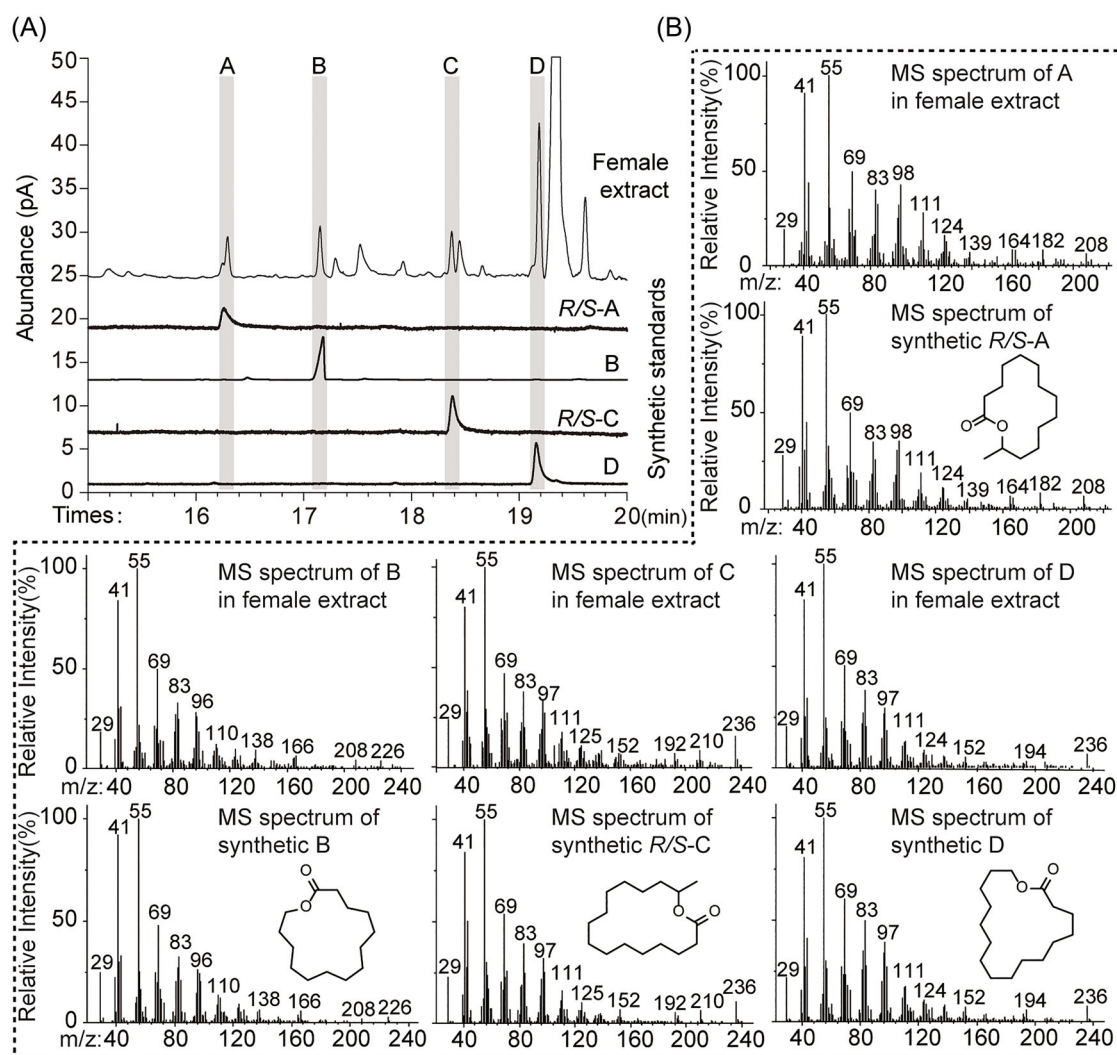 (A)
A B C D
50
45
40
35
30
25
20
15
10
5
0
Abundance (pA)
Female
extract
R/S-A
B
R/S-C
D
Synthetic standards
Times: 16 17 18 19 20 (min)
(B)
Relative Intensity(%)
100
50
0
MS spectrum of A
in female extract
29 41 55 69 83 98 111 124 139 164 182 208
m/z: 40 80 120 160 200
Relative Intensity(%)
100
50
0
MS spectrum of
synthetic R/S-A
O
O
29 41 55 69 83 98 111 124 139 164 182 208
m/z: 40 80 120 160 200
Relative Intensity(%)
100
50
0
MS spectrum of B
in female extract
29 41 55 69 83 96 110 138 166 208 226
m/z: 40 80 120 160 200 240
MS spectrum of C
in female extract
29 41 55 69 83 97 111 125 152 192 210 236
40 80 120 160 200 240
MS spectrum of D
in female extract
29 41 55 69 83 97 111 124 152 194 236
40 80 120 160 200 240
Relative Intensity(%)
100
50
0
MS spectrum of
synthetic B
O
O
29 41 55 69 83 96 110 138 166 208 226
m/z: 40 80 120 160 200 240
MS spectrum of
synthetic R/S-C
O
O
29 41 55 69 83 97 111 125 152 192 210 236
40 80 120 160 200 240
MS spectrum of
synthetic D
O
O
29 41 55 69 83 97 111 124 152 194 236
40 80 120 160 200 240